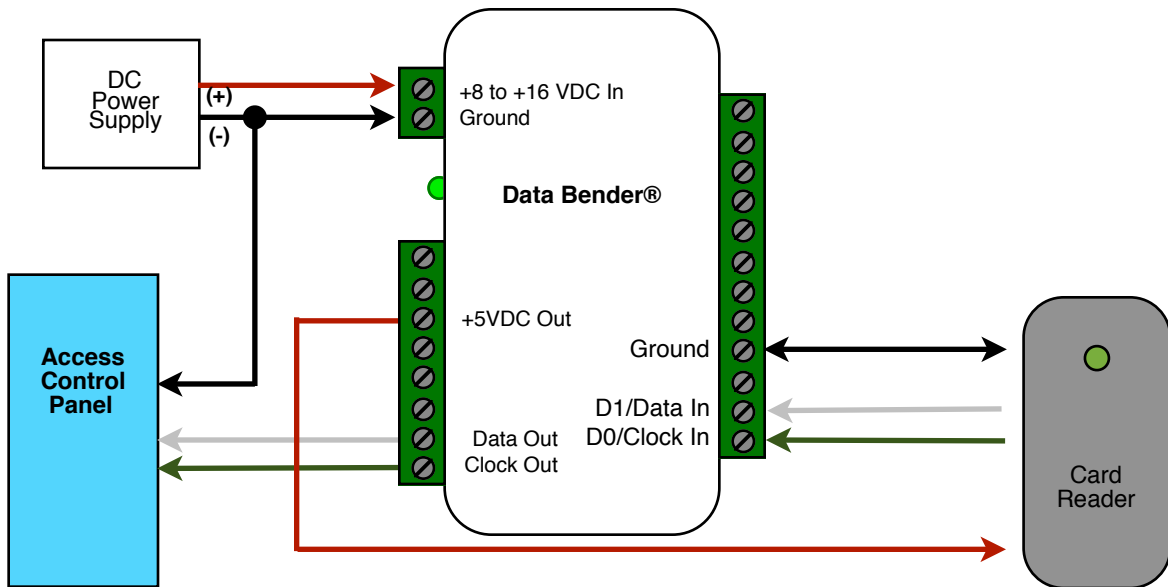 DC
Power
Supply
(+)
(-)
+8 to +16 VDC In
Ground
Data Bender®
+5VDC Out
Data Out
Clock Out
Ground
D1/Data In
D0/Clock In
Access
Control
Panel
Card
Reader